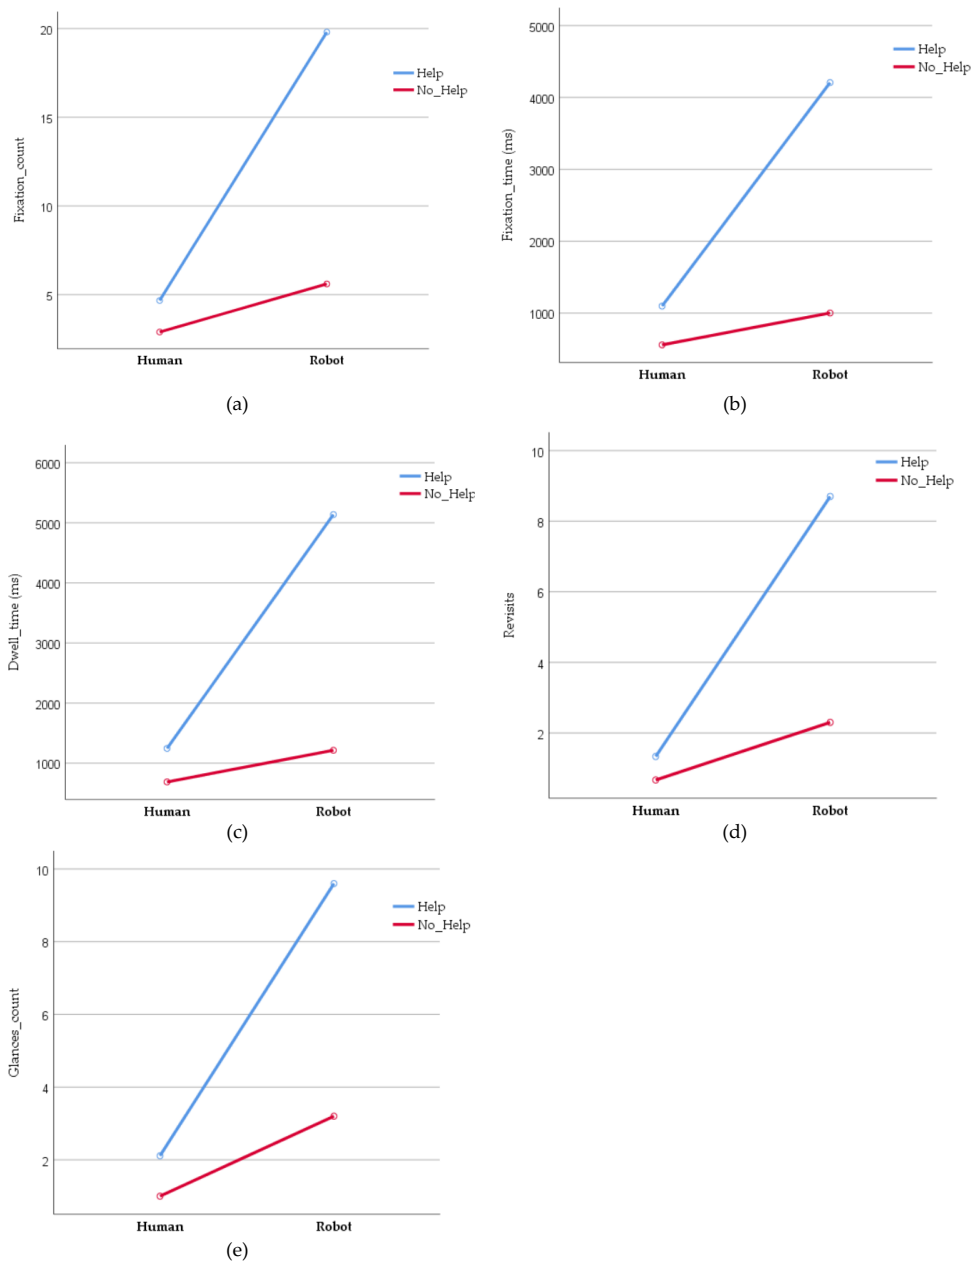 20
15
10
5
Fixation_count
Help
No_Help
Human Robot
(a)
5000
4000
3000
2000
1000
Fixation_time (ms)
Help
No_Help
Human Robot
(b)
6000
5000
4000
3000
2000
1000
Dwell_time (ms)
Help
No_Help
Human Robot
(c)
10
8
6
4
2
Revisits
Help
No_Help
Human Robot
(d)
10
8
6
4
2
Glances_count
Help
No_Help
Human Robot
(e)